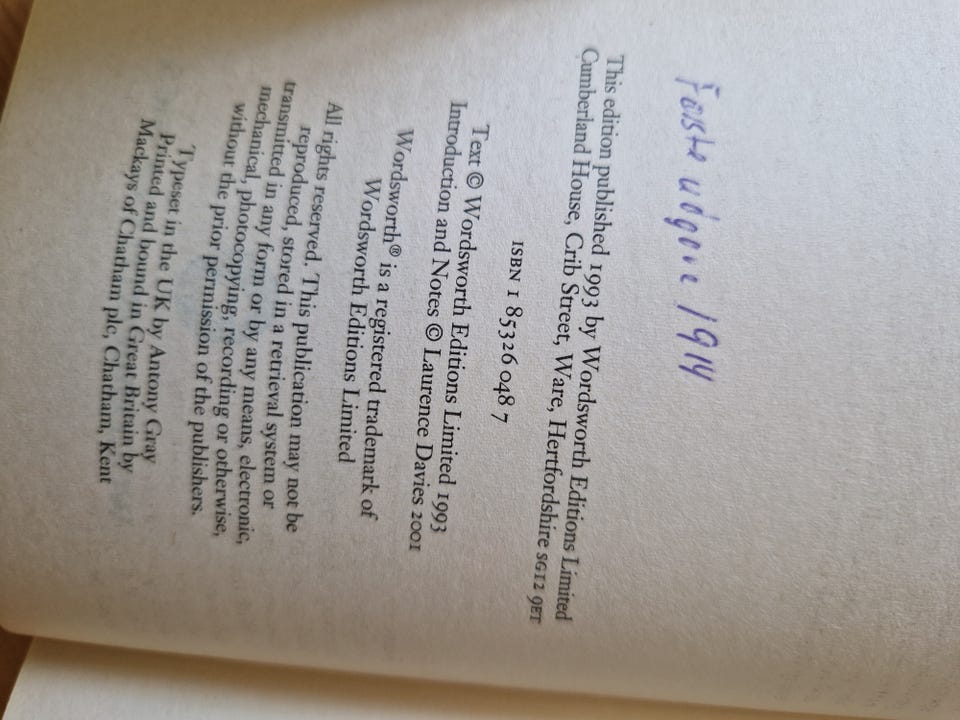 Første udgave 1914
This edition published 1993 by Wordsworth Editions Limited
Cumberland House, Crib Street, Ware, Hertfordshire SG12 9ET
ISBN 1 85326 048 7
Text © Wordsworth Editions Limited 1993
Introduction and Notes © Laurence Davies 2001
Wordsworth® is a registered trademark of
Wordsworth Editions Limited
All rights reserved. This publication may not be
reproduced, stored in a retrieval system or
transmitted in any form or by any means, electronic,
mechanical, photocopying, recording or otherwise,
without the prior permission of the publishers.
Typeset in the UK by Antony Gray
Printed and bound in Great Britain by
Mackays of Chatham plc, Chatham, Kent